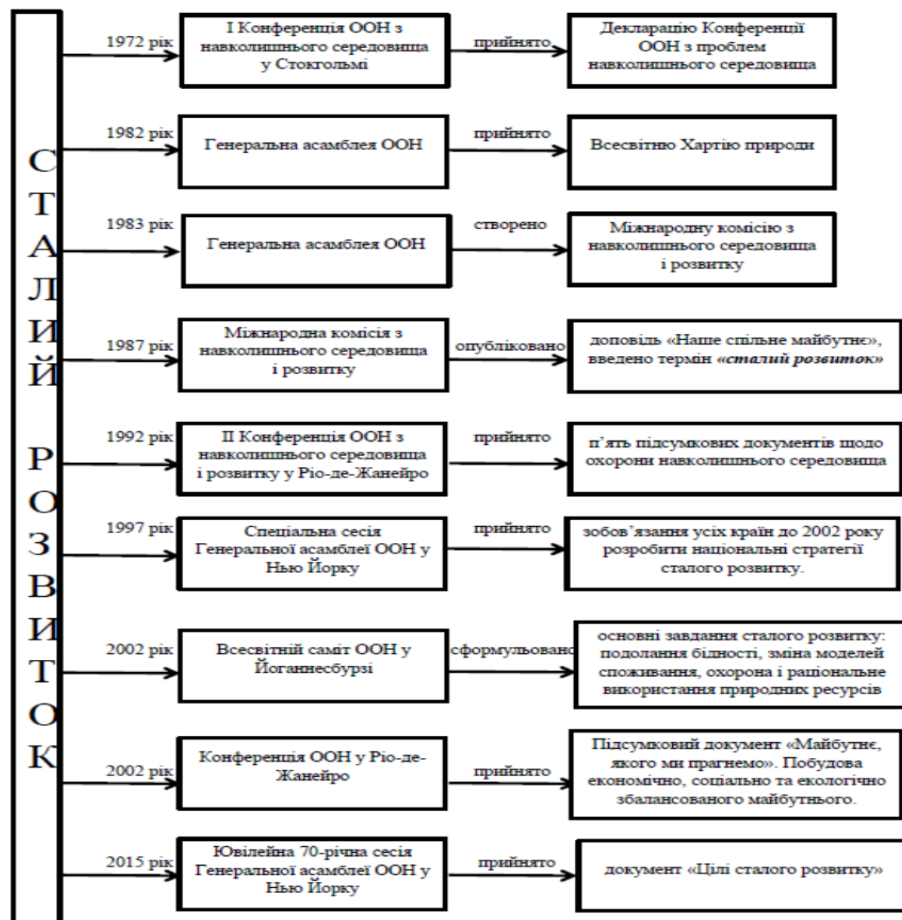 СТАЛИЙ РОЗВИТОК
1972 рік
І Конференція ООН з
навколишнього середовища
у Стокгольмі
прийнято
Декларацію Конференції
ООН з проблем
навколишнього середовища
1982 рік
Генеральна асамблея ООН
прийнято
Всесвітню Хартію природи
1983 рік
Генеральна асамблея ООН
створено
Міжнародну комісію з
навколишнього середовища
і розвитку
1987 рік
Міжнародна комісія з
навколишнього середовища
і розвитку
опубліковано
доповідь «Наше спільне майбутнє»,
введено термін «сталий розвиток»
1992 рік
ІІ Конференція ООН з
навколишнього середовища
і розвитку у Ріо-де-Жанейро
прийнято
п’ять підсумкових документів щодо
охорони навколишнього середовища
1997 рік
Спеціальна сесія
Генеральної асамблеї ООН у
Нью Йорку
прийнято
зобов’язання усіх країн до 2002 року
розробити національні стратегії
сталого розвитку.
2002 рік
Всесвітній саміт ООН у
Йоганнесбурзі
сформульовано
основні завдання сталого розвитку:
подолання бідності, зміна моделей
споживання, охорона і раціональне
використання природних ресурсів
2002 рік
Конференція ООН у Ріо-де-
Жанейро
прийнято
Підсумковий документ «Майбутнє,
якого ми прагнемо». Побудова
економічно, соціально та екологічно
збалансованого майбутнього.
2015 рік
Ювілейна 70-річна сесія
Генеральної асамблеї ООН у
Нью Йорку
прийнято
документ «Цілі сталого розвитку»